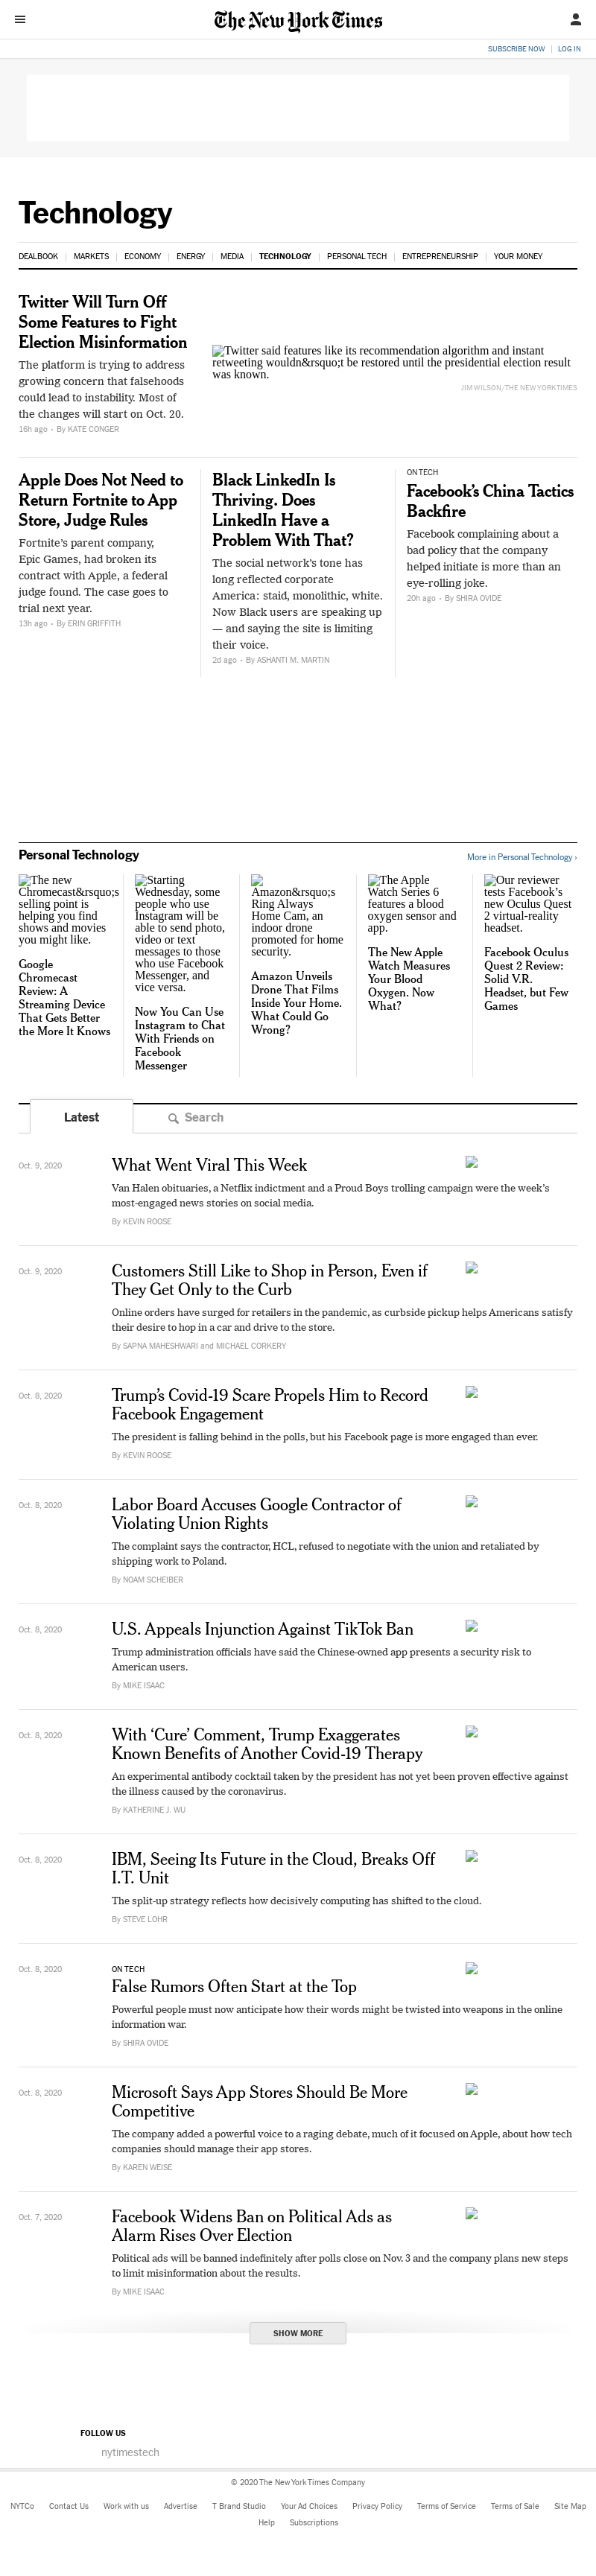 The New York Times
SUBSCRIBE NOW | LOG IN
Technology
DEALBOOK | MARKETS | ECONOMY | ENERGY | MEDIA | TECHNOLOGY | PERSONAL TECH | ENTREPRENEURSHIP | YOUR MONEY
Twitter Will Turn Off
Some Features to Fight
Election Misinformation
The platform is trying to address
growing concern that falsehoods
could lead to instability. Most of
the changes will start on Oct. 20.
16h ago • By KATE CONGER
Twitter said features like its recommendation algorithm and instant
retweeting wouldn&rsquo;t be restored until the presidential election result
was known.
JIM WILSON/THE NEW YORK TIMES
Apple Does Not Need to
Return Fortnite to App
Store, Judge Rules
Fortnite’s parent company,
Epic Games, had broken its
contract with Apple, a federal
judge found. The case goes to
trial next year.
13h ago • By ERIN GRIFFITH
Black LinkedIn Is
Thriving. Does
LinkedIn Have a
Problem With That?
The social network’s tone has
long reflected corporate
America: staid, monolithic, white.
Now Black users are speaking up
— and saying the site is limiting
their voice.
2d ago • By ASHANTI M. MARTIN
ON TECH
Facebook’s China Tactics
Backfire
Facebook complaining about a
bad policy that the company
helped initiate is more than an
eye-rolling joke.
20h ago • By SHIRA OVIDE
Personal Technology
More in Personal Technology ›
The new
Chromecast&rsquo;s
selling point is
helping you find
shows and movies
you might like.
Google
Chromecast
Review: A
Streaming Device
That Gets Better
the More It Knows
Starting
Wednesday, some
people who use
Instagram will be
able to send photo,
video or text
messages to those
who use Facebook
Messenger, and
vice versa.
Now You Can Use
Instagram to Chat
With Friends on
Facebook
Messenger
Amazon&rsquo;s
Ring Always
Home Cam, an
indoor drone
promoted for home
security.
Amazon Unveils
Drone That Films
Inside Your Home.
What Could Go
Wrong?
The Apple
Watch Series 6
features a blood
oxygen sensor and
app.
The New Apple
Watch Measures
Your Blood
Oxygen. Now
What?
Our reviewer
tests Facebook’s
new Oculus Quest
2 virtual-reality
headset.
Facebook Oculus
Quest 2 Review:
Solid V.R.
Headset, but Few
Games
Latest
Search
Oct. 9, 2020
What Went Viral This Week
Van Halen obituaries, a Netflix indictment and a Proud Boys trolling campaign were the week’s
most-engaged news stories on social media.
By KEVIN ROOSE
Oct. 9, 2020
Customers Still Like to Shop in Person, Even if
They Get Only to the Curb
Online orders have surged for retailers in the pandemic, as curbside pickup helps Americans satisfy
their desire to hop in a car and drive to the store.
By SAPNA MAHESHWARI and MICHAEL CORKERY
Oct. 8, 2020
Trump’s Covid-19 Scare Propels Him to Record
Facebook Engagement
The president is falling behind in the polls, but his Facebook page is more engaged than ever.
By KEVIN ROOSE
Oct. 8, 2020
Labor Board Accuses Google Contractor of
Violating Union Rights
The complaint says the contractor, HCL, refused to negotiate with the union and retaliated by
shipping work to Poland.
By NOAM SCHEIBER
Oct. 8, 2020
U.S. Appeals Injunction Against TikTok Ban
Trump administration officials have said the Chinese-owned app presents a security risk to
American users.
By MIKE ISAAC
Oct. 8, 2020
With ‘Cure’ Comment, Trump Exaggerates
Known Benefits of Another Covid-19 Therapy
An experimental antibody cocktail taken by the president has not yet been proven effective against
the illness caused by the coronavirus.
By KATHERINE J. WU
Oct. 8, 2020
IBM, Seeing Its Future in the Cloud, Breaks Off
I.T. Unit
The split-up strategy reflects how decisively computing has shifted to the cloud.
By STEVE LOHR
Oct. 8, 2020
ON TECH
False Rumors Often Start at the Top
Powerful people must now anticipate how their words might be twisted into weapons in the online
information war.
By SHIRA OVIDE
Oct. 8, 2020
Microsoft Says App Stores Should Be More
Competitive
The company added a powerful voice to a raging debate, much of it focused on Apple, about how tech
companies should manage their app stores.
By KAREN WEISE
Oct. 7, 2020
Facebook Widens Ban on Political Ads as
Alarm Rises Over Election
Political ads will be banned indefinitely after polls close on Nov. 3 and the company plans new steps
to limit misinformation about the results.
By MIKE ISAAC
SHOW MORE
FOLLOW US
nytimestech
© 2020 The New York Times Company
NYTCo Contact Us Work with us Advertise T Brand Studio Your Ad Choices Privacy Policy Terms of Service Terms of Sale Site Map
Help Subscriptions